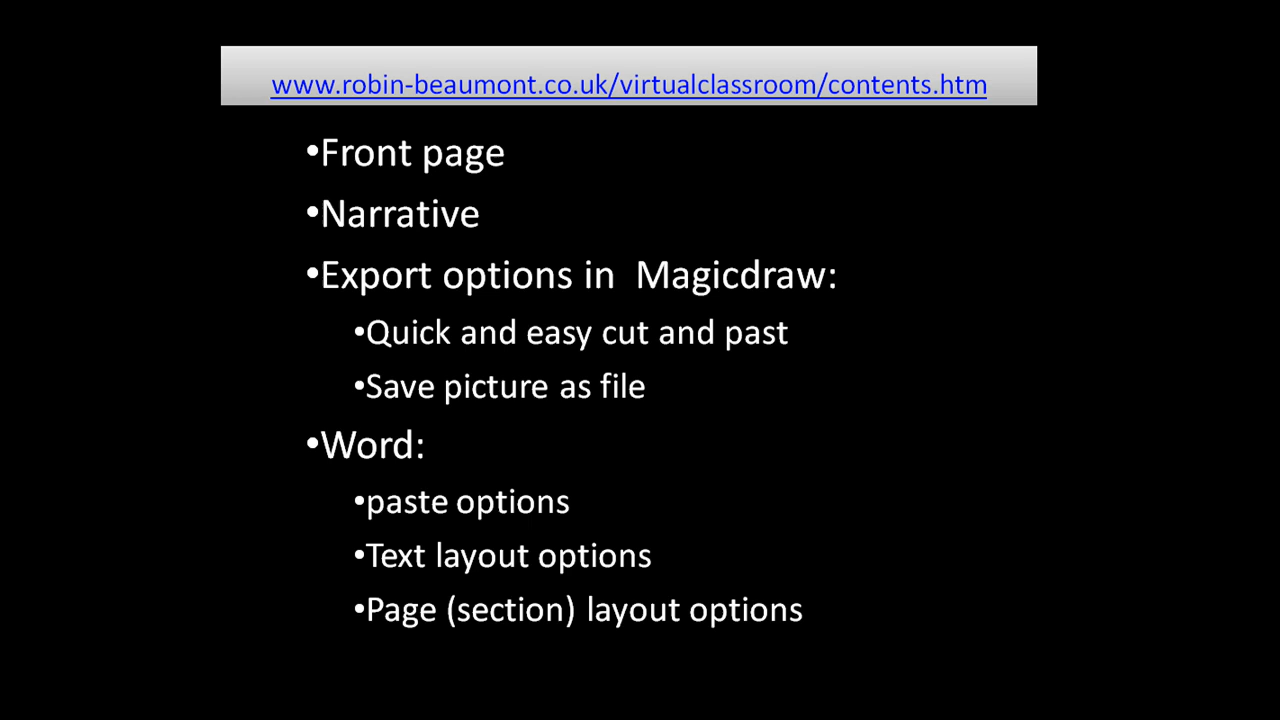 www.robin-beaumont.co.uk/virtualclassroom/contents.htm
•Front page
•Narrative
•Export options in  Magicdraw:
•Quick and easy cut and past
•Save picture as file
•Word:
•paste options
•Text layout options
•Page (section) layout options